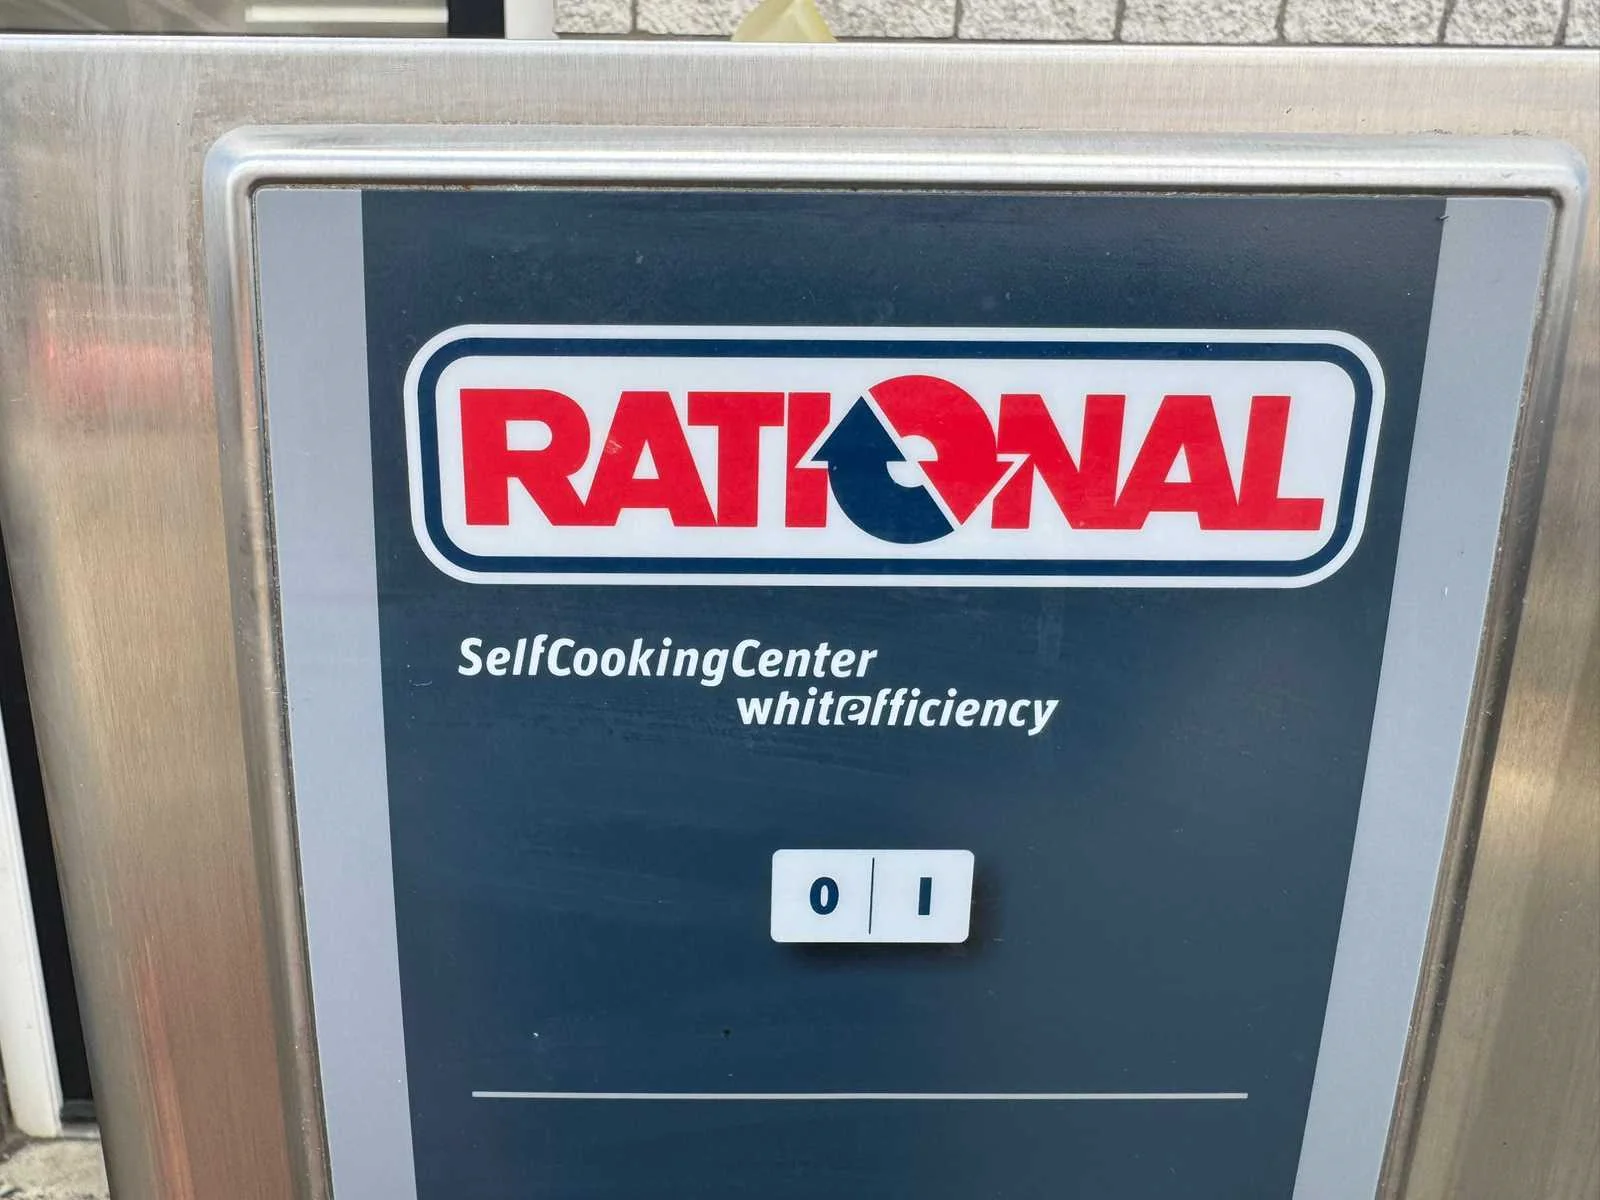 RATIONAL
SelfCookingCenter
whitefficiency
0 I